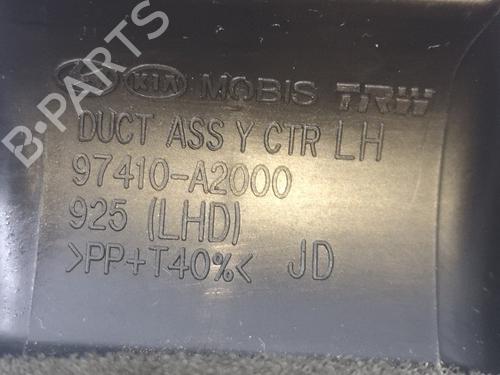 KIA MOBIS TRW
DUCT ASS Y CTR LH
97410-A2000
925 (LHD)
>PP+T40%< JD
B-PARTS